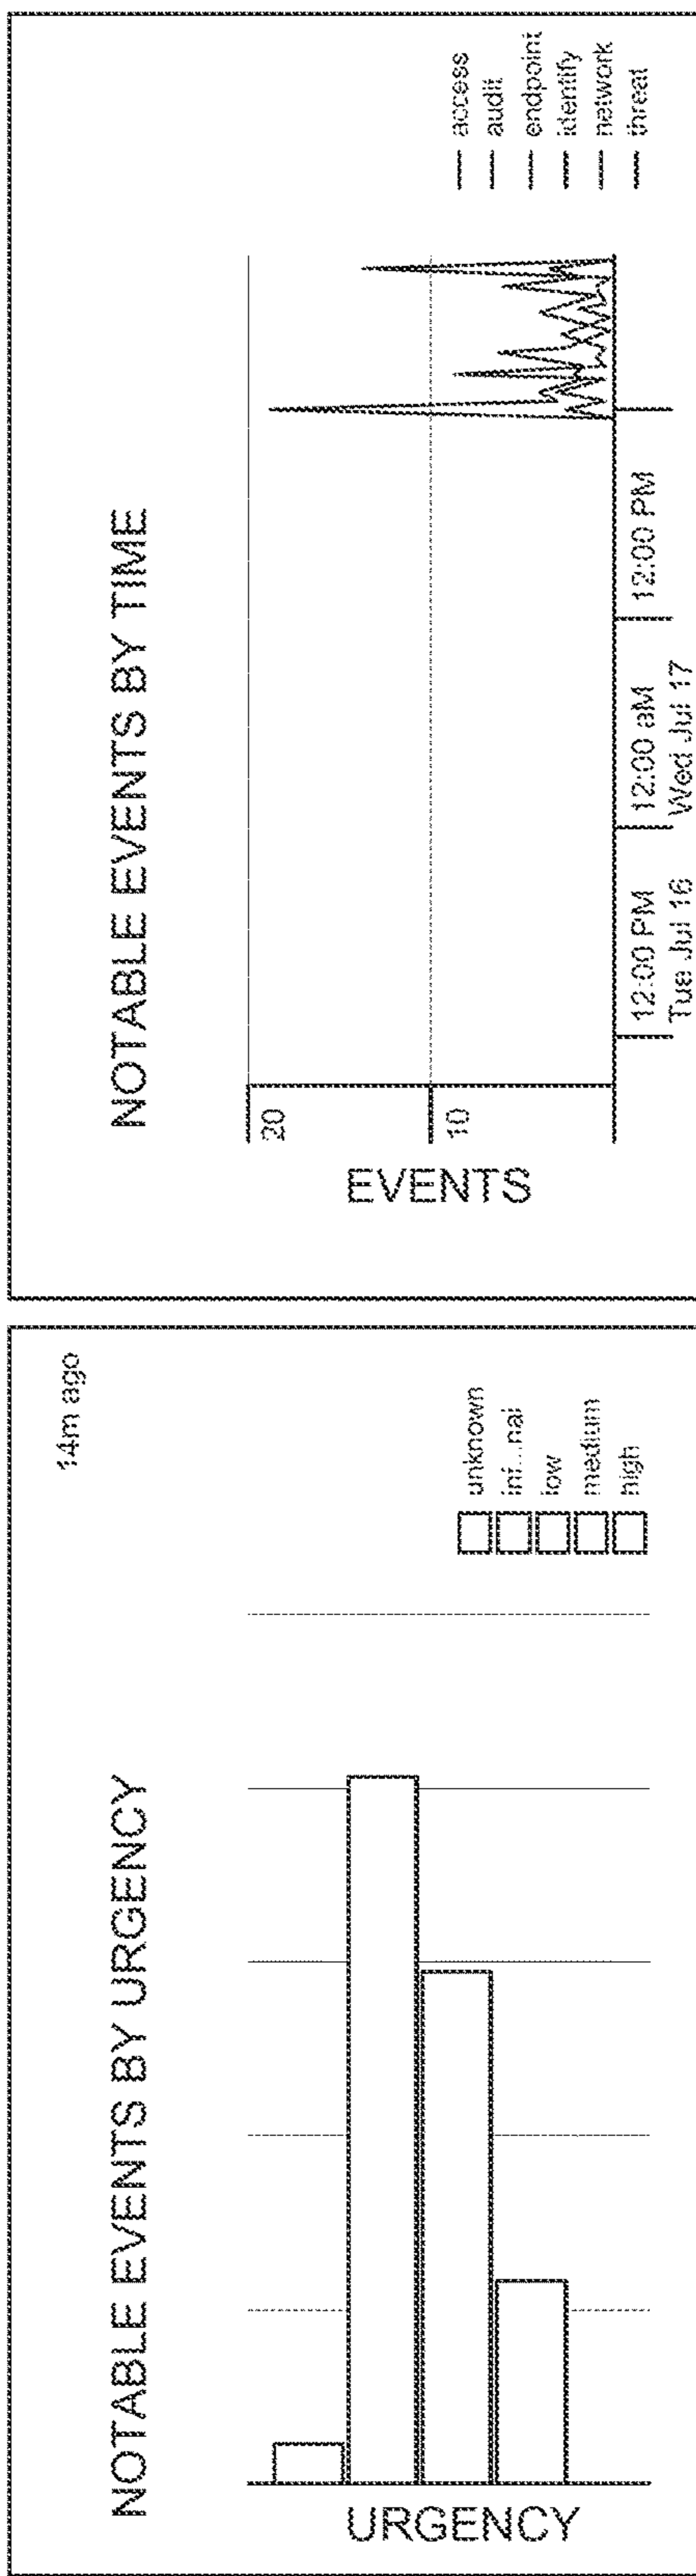 NOTABLE EVENTS BY URGENCY
14m ago
URGENCY
unknown
inf...nal
low
medium
high
NOTABLE EVENTS BY TIME
EVENTS
20
10
12:00 PM
Tue Jul 16
12:00 aM
Wed Jul 17
12:00 PM
access
audit
endpoint
identify
network
threat